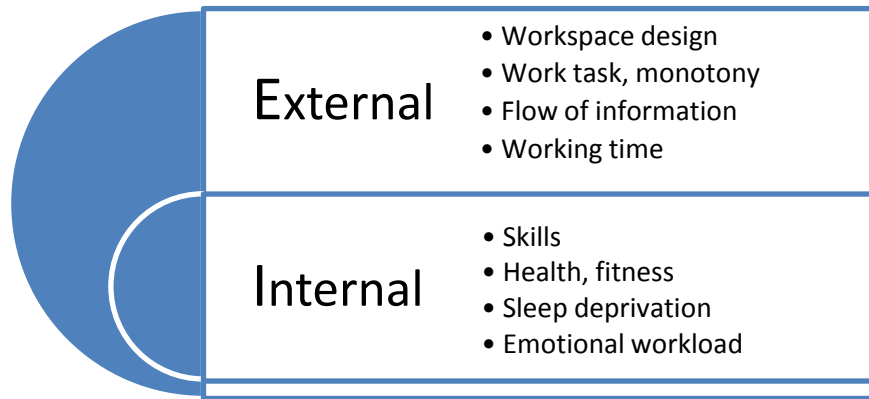 External
• Workspace design
• Work task, monotony
• Flow of information
• Working time
Internal
• Skills
• Health, fitness
• Sleep deprivation
• Emotional workload